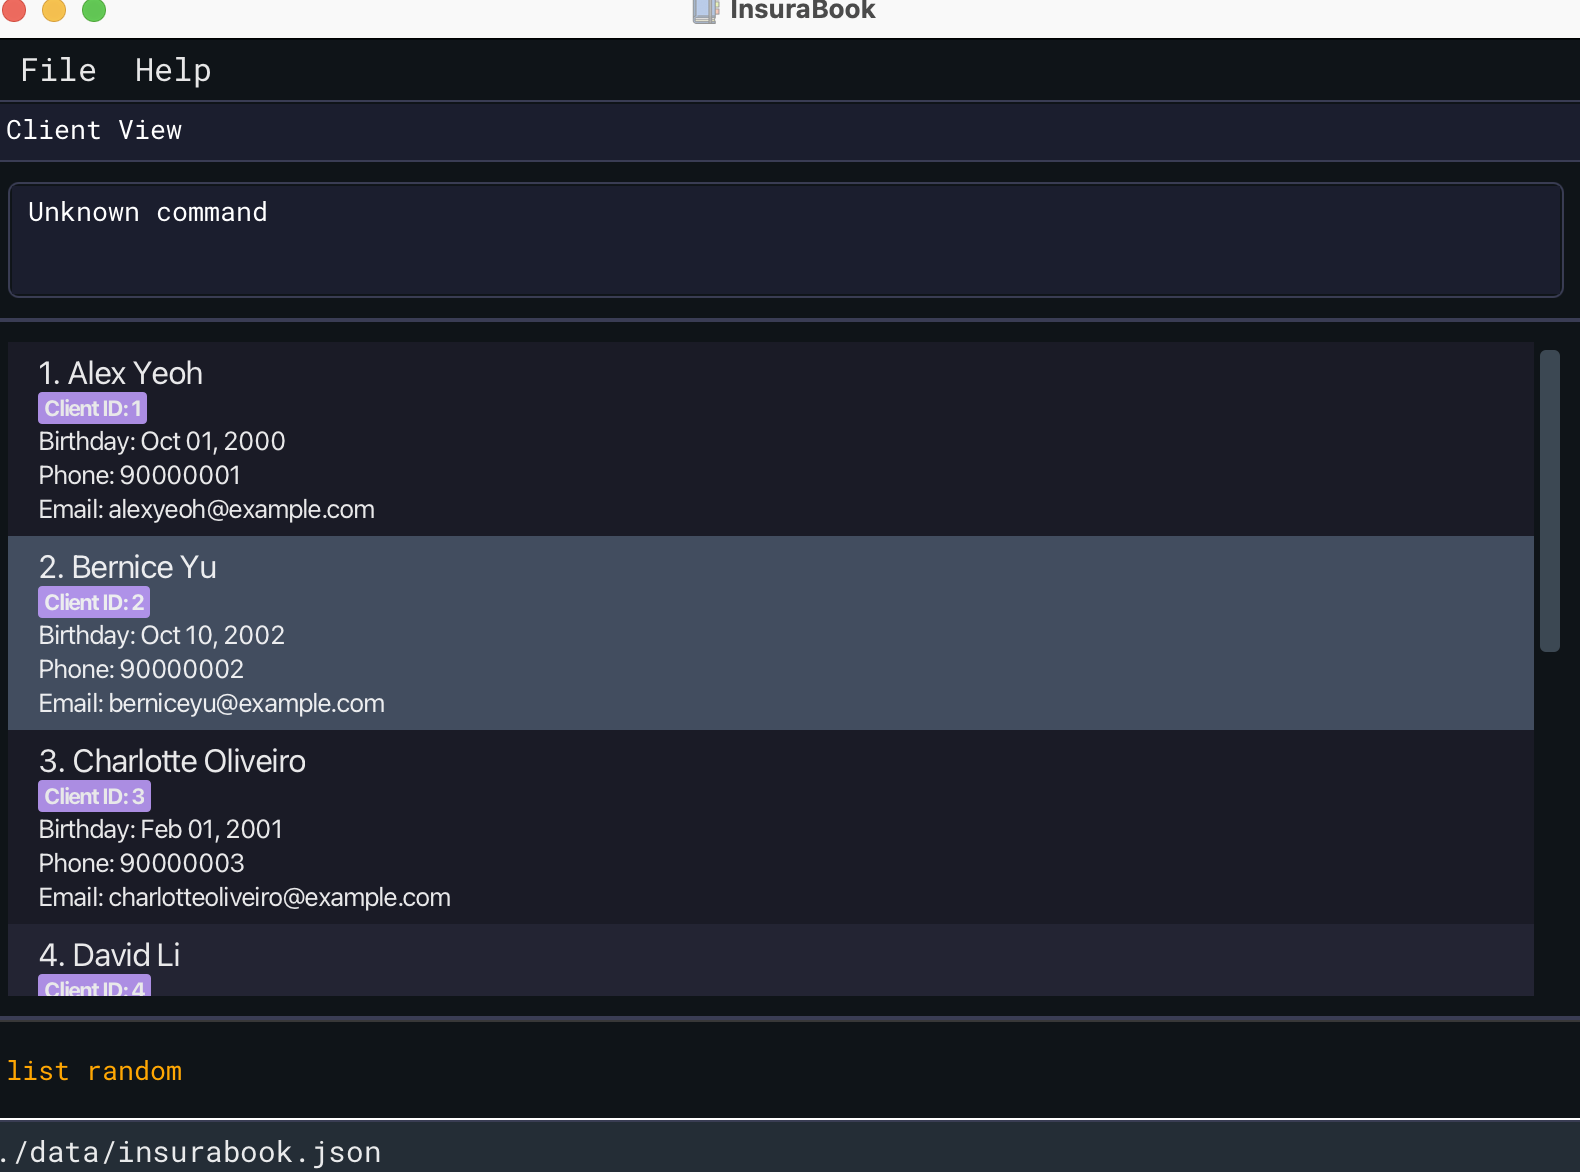 InsuraBook
File Help
Client View
Unknown command
1. Alex Yeoh
Client ID: 1
Birthday: Oct 01, 2000
Phone: 90000001
Email: alexyeoh@example.com
2. Bernice Yu
Client ID: 2
Birthday: Oct 10, 2002
Phone: 90000002
Email: berniceyu@example.com
3. Charlotte Oliveiro
Client ID: 3
Birthday: Feb 01, 2001
Phone: 90000003
Email: charlotteoliveiro@example.com
4. David Li
Client ID: 4
list random
./data/insurabook.json